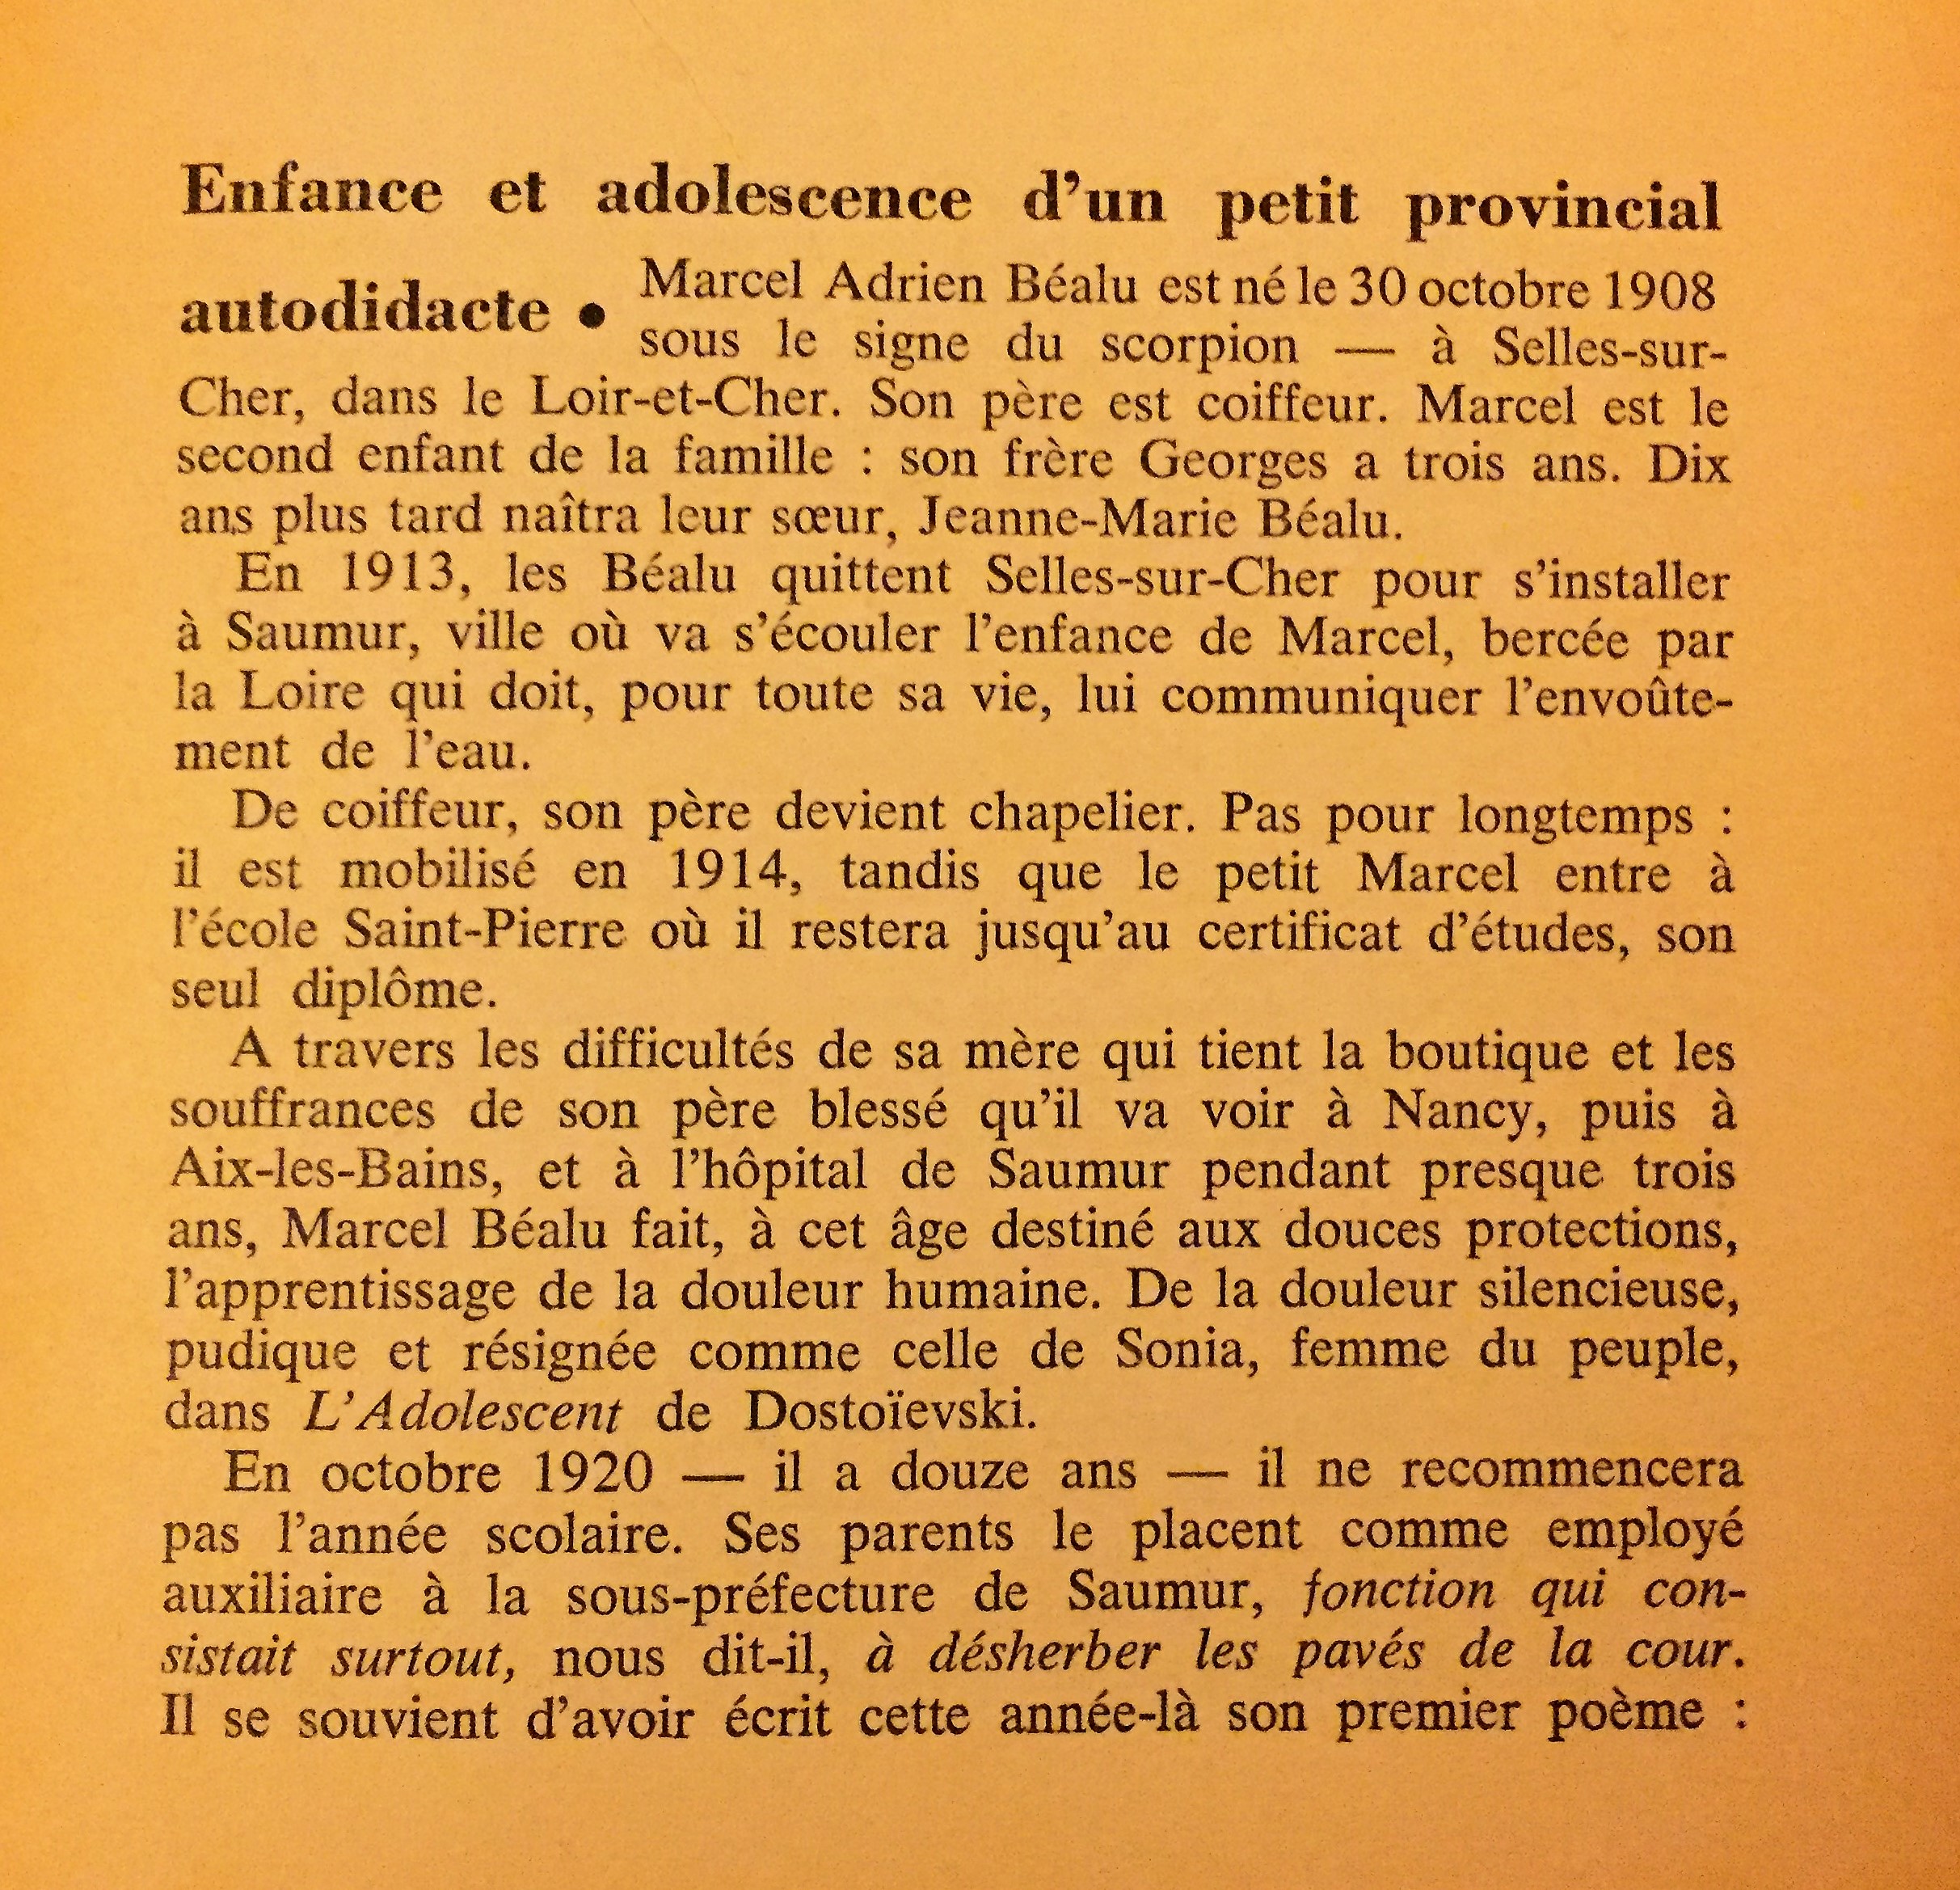 Enfance et adolescence d’un petit provincial
autodidacte • Marcel Adrien Béalu est né le 30 octobre 1908
sous le signe du scorpion — à Selles-sur-
Cher, dans le Loir-et-Cher. Son père est coiffeur. Marcel est le
second enfant de la famille : son frère Georges a trois ans. Dix
ans plus tard naîtra leur sœur, Jeanne-Marie Béalu.
En 1913, les Béalu quittent Selles-sur-Cher pour s’installer
à Saumur, ville où va s’écouler l’enfance de Marcel, bercée par
la Loire qui doit, pour toute sa vie, lui communiquer l’envoûte-
ment de l’eau.
De coiffeur, son père devient chapelier. Pas pour longtemps :
il est mobilisé en 1914, tandis que le petit Marcel entre à
l’école Saint-Pierre où il restera jusqu’au certificat d’études, son
seul diplôme.
A travers les difficultés de sa mère qui tient la boutique et les
souffrances de son père blessé qu’il va voir à Nancy, puis à
Aix-les-Bains, et à l’hôpital de Saumur pendant presque trois
ans, Marcel Béalu fait, à cet âge destiné aux douces protections,
l’apprentissage de la douleur humaine. De la douleur silencieuse,
pudique et résignée comme celle de Sonia, femme du peuple,
dans L’Adolescent de Dostoïevski.
En octobre 1920 — il a douze ans — il ne recommencera
pas l’année scolaire. Ses parents le placent comme employé
auxiliaire à la sous-préfecture de Saumur, fonction qui con-
sistait surtout, nous dit-il, à désherber les pavés de la cour.
Il se souvient d’avoir écrit cette année-là son premier poème :